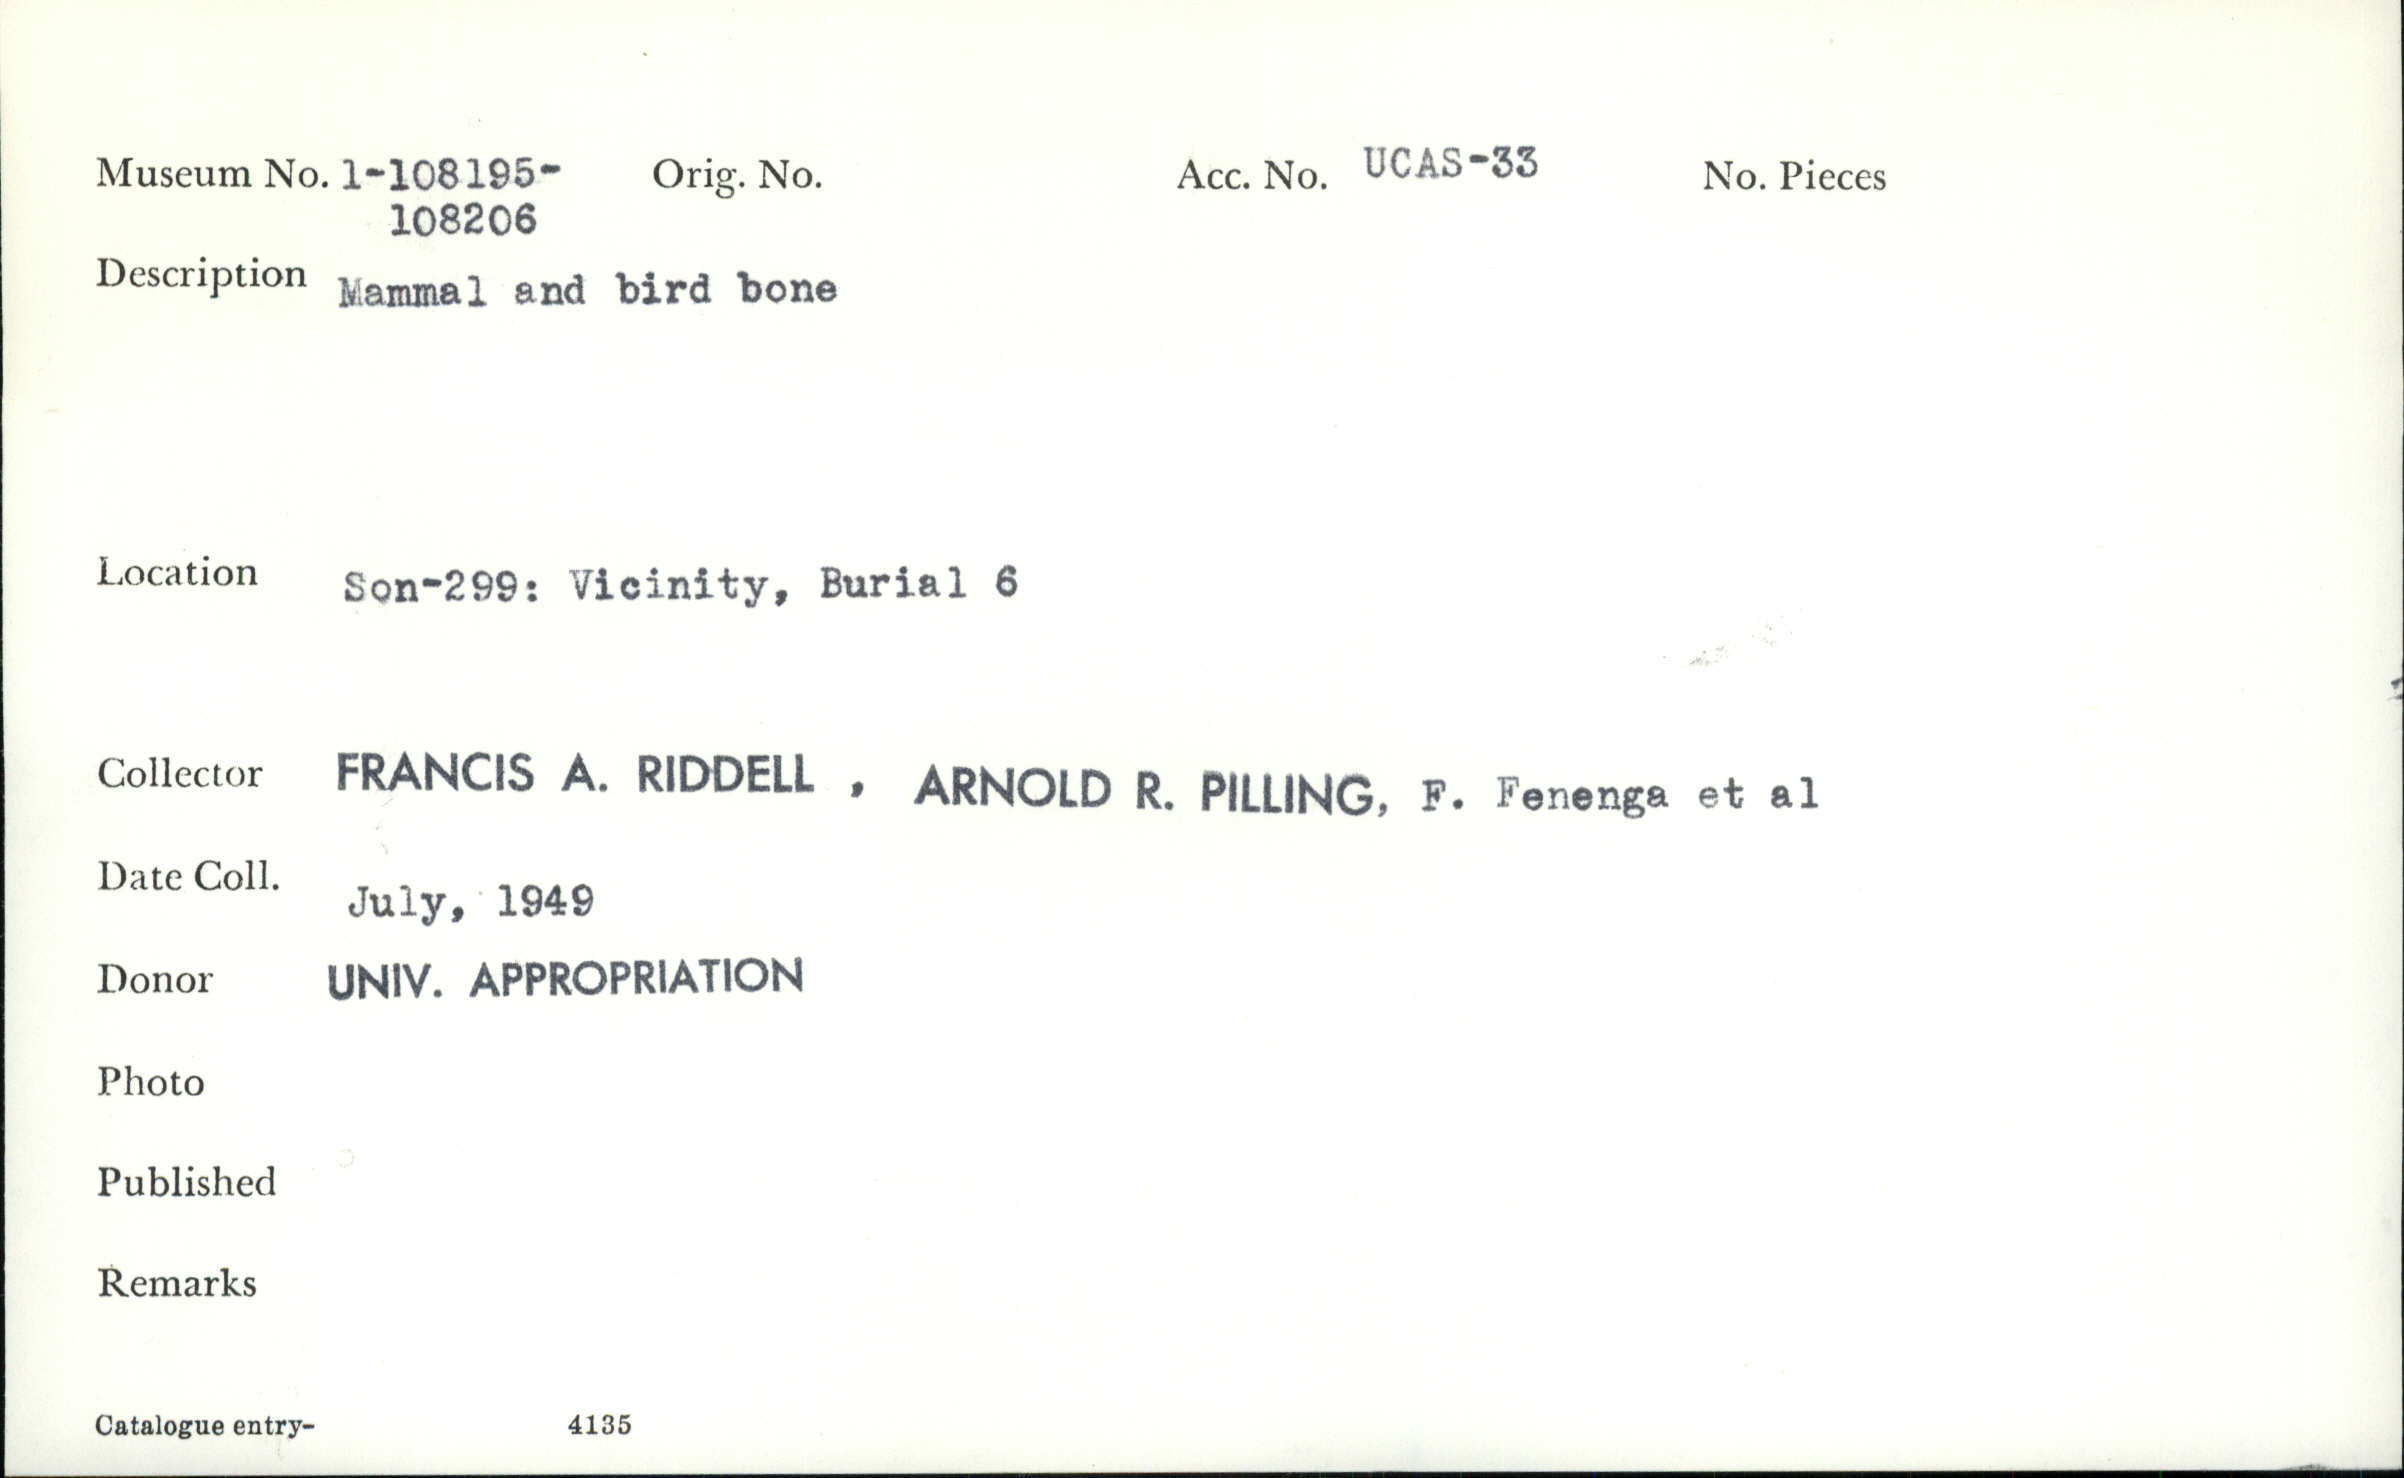 Museum No. 1-108195- Orig. No. Acc. No. UCAS-33 No. Pieces
108206
Description Mammal and bird bone
Location Son-299: Vicinity, Burial 6
Collector FRANCIS A. RIDDELL , ARNOLD R. PILLING, F. Fenenga et al
Date Coll. July, 1949
Donor UNIV. APPROPRIATION
Photo
Published
Remarks
Catalogue entry- 4135